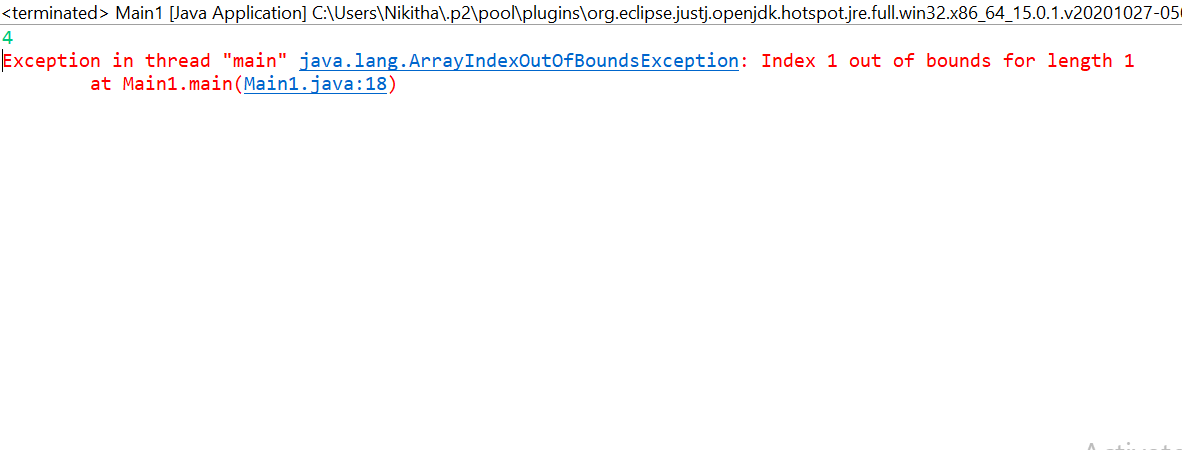 <terminated> Main1 [Java Application] C:\Users\Nikitha\.p2\pool\plugins\org.eclipse.justj.openjdk.hotspot.jre.full.win32.x86_64_15.0.1.v20201027-050
4
Exception in thread "main" java.lang.ArrayIndexOutOfBoundsException: Index 1 out of bounds for length 1
at Main1.main(Main1.java:18)